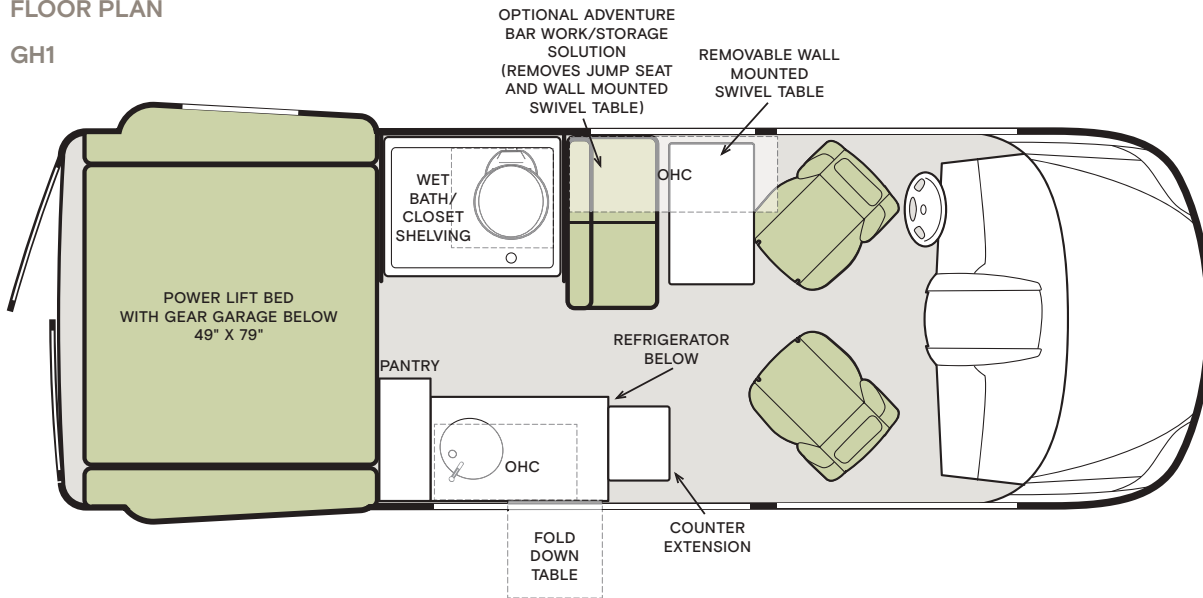 FLOOR PLAN
GH1
OPTIONAL ADVENTURE
BAR WORK/STORAGE
SOLUTION
(REMOVES JUMP SEAT
AND WALL MOUNTED
SWIVEL TABLE)
REMOVABLE WALL
MOUNTED
SWIVEL TABLE
WET
BATH/
CLOSET
SHELVING
OHC
POWER LIFT BED
WITH GEAR GARAGE BELOW
49" X 79"
REFRIGERATOR
BELOW
PANTRY
OHC
COUNTER
EXTENSION
FOLD
DOWN
TABLE